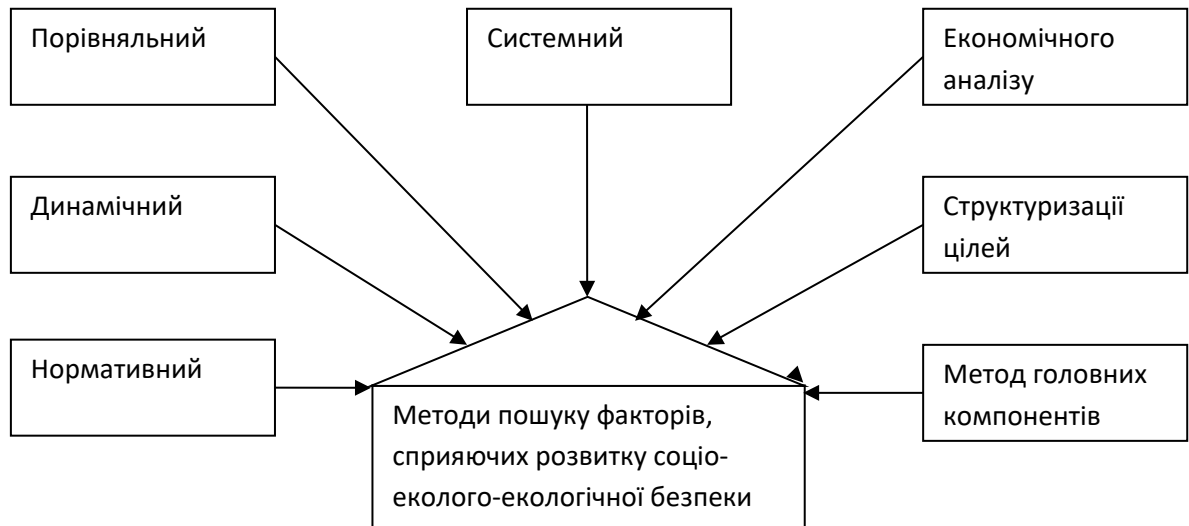 Порівняльний
Системний
Економічного
аналізу
Динамічний
Структуризації
цілей
Нормативний
Метод головних
компонентів
Методи пошуку факторів,
сприяючих розвитку соціо-
еколого-екологічної безпеки